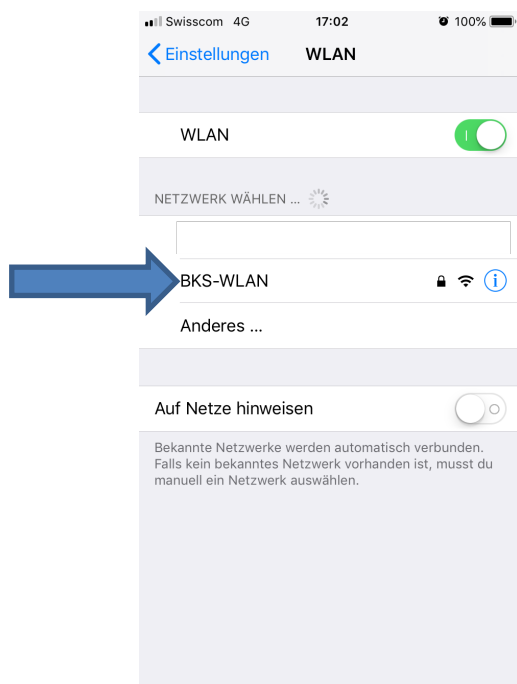 Swisscom 4G 17:02 100%
Einstellungen WLAN
WLAN
NETZWERK WÄHLEN ...
BKS-WLAN
Anderes ...
Auf Netze hinweisen
Bekannte Netzwerke werden automatisch verbunden.
Falls kein bekanntes Netzwerk vorhanden ist, musst du
manuell ein Netzwerk auswählen.